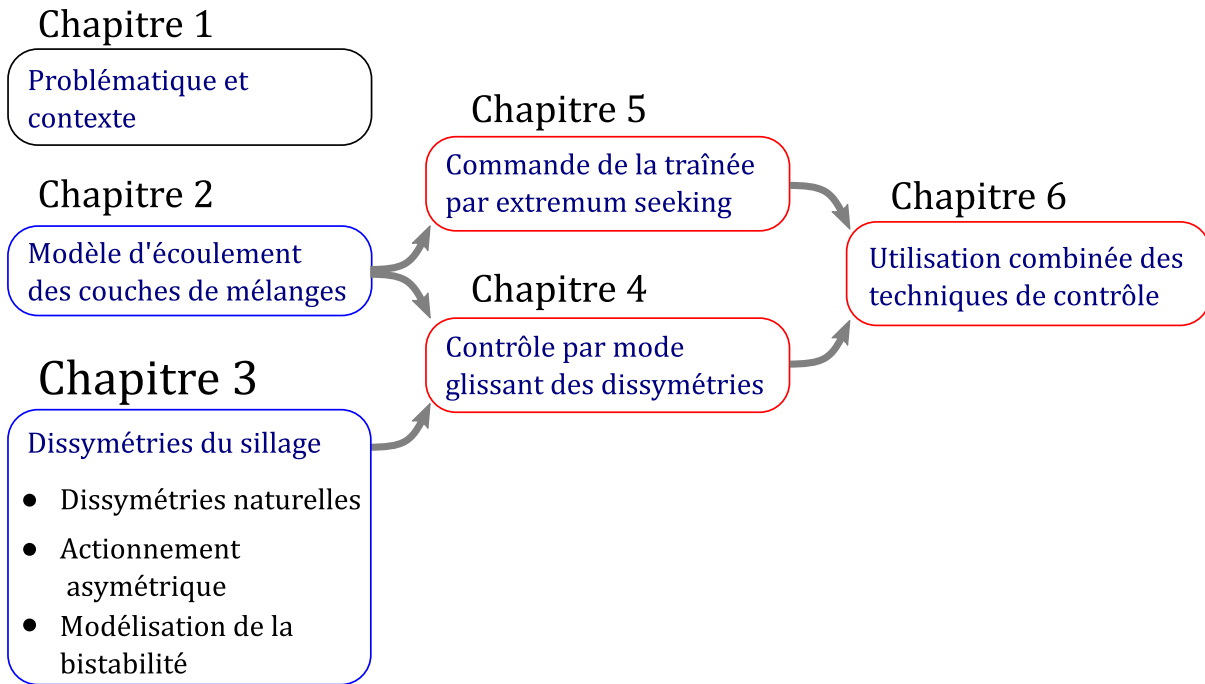 Chapitre 1
Problématique et
contexte
Chapitre 2
Modèle d'écoulement
des couches de mélanges
Chapitre 3
Dissymétries du sillage
● Dissymétries naturelles
● Actionnement
asymétrique
● Modélisation de la
bistabilité
Chapitre 5
Commande de la traînée
par extremum seeking
Chapitre 4
Contrôle par mode
glissant des dissymétries
Chapitre 6
Utilisation combinée des
techniques de contrôle